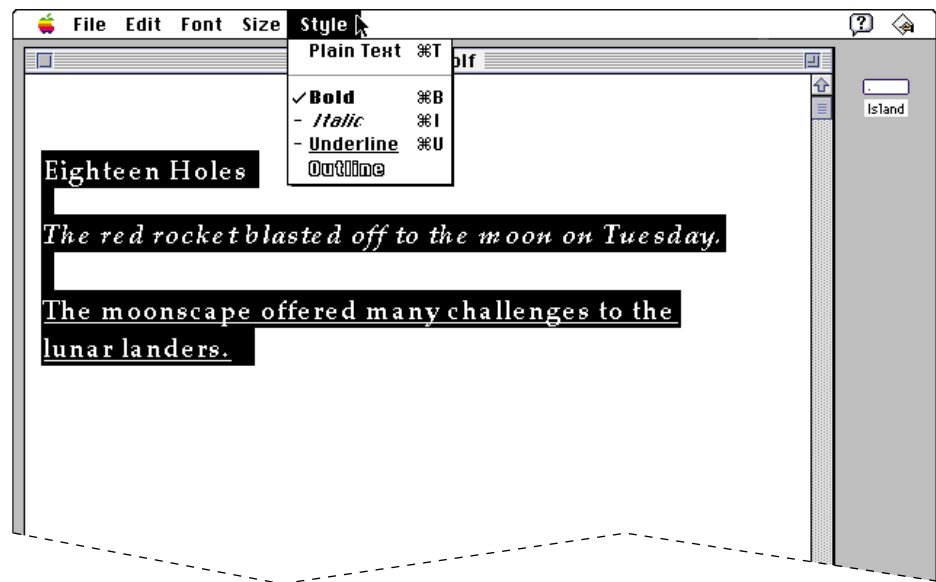 File Edit Font Size Style
Plain Text ⌘T
olf
✓Bold ⌘B
- Italic ⌘I
- Underline ⌘U
Outline
Island
Eighteen Holes
The red rocket blasted off to the moon on Tuesday.
The moonscape offered many challenges to the
lunar landers.